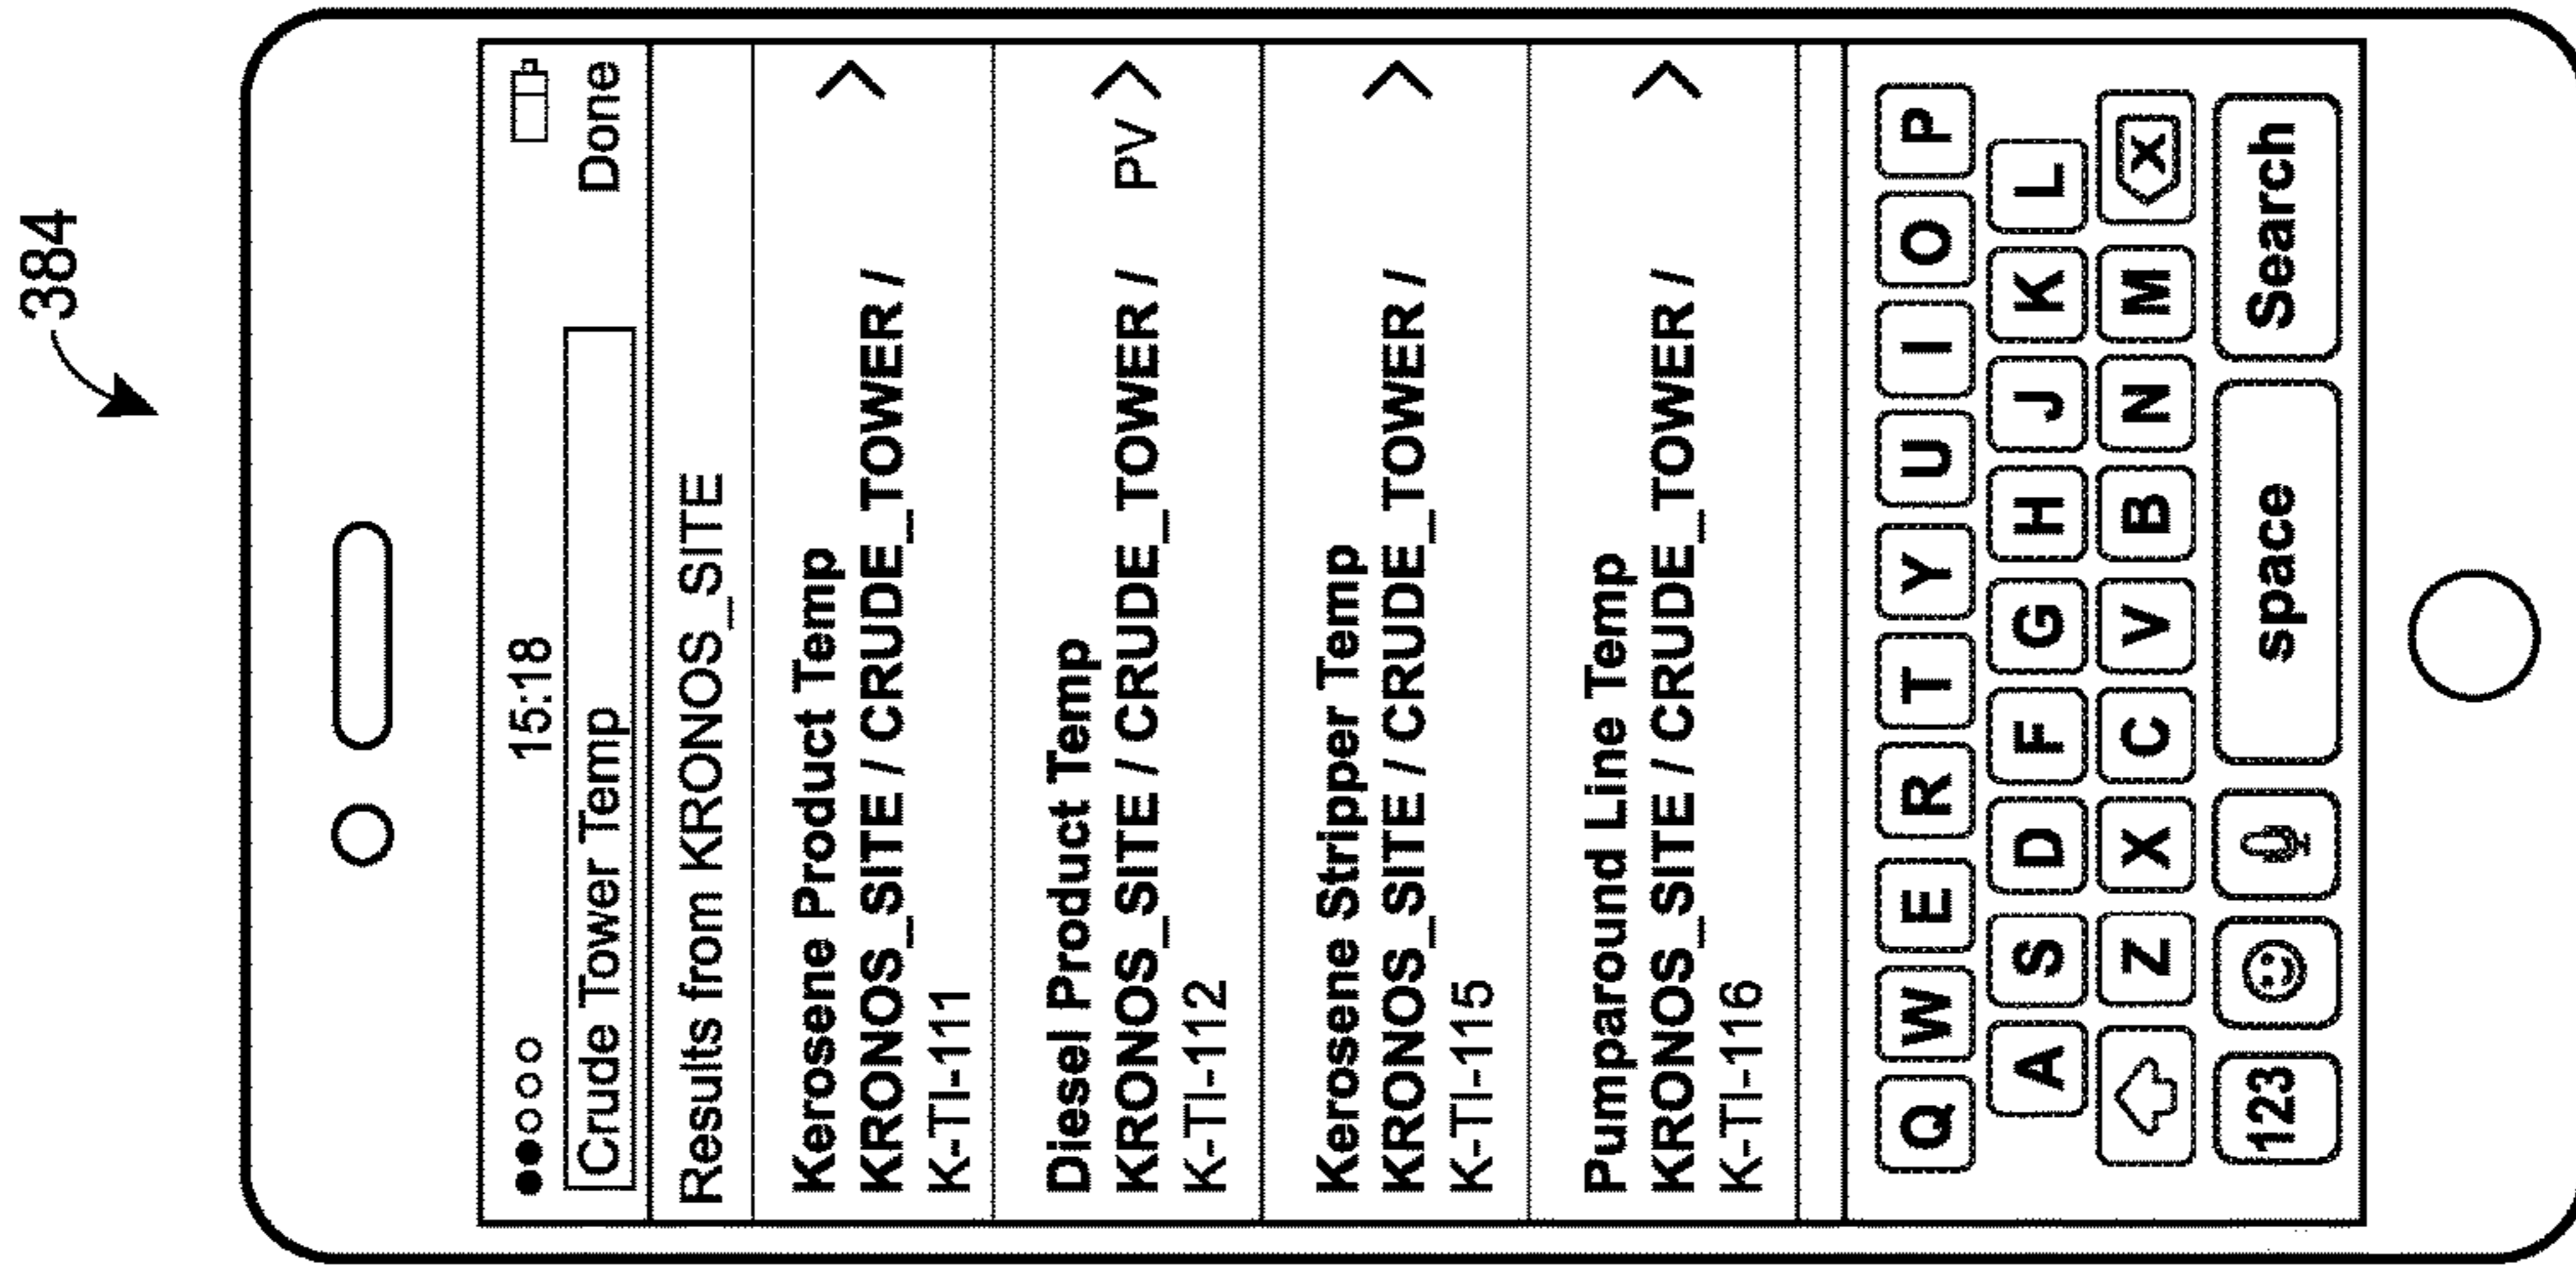 384
15:18
Crude Tower Temp Done
Results from KRONOS_SITE
Kerosene Product Temp
KRONOS_SITE / CRUDE_TOWER / >
K-TI-111
Diesel Product Temp
KRONOS_SITE / CRUDE_TOWER / PV >
K-TI-112
Kerosene Stripper Temp
KRONOS_SITE / CRUDE_TOWER / >
K-TI-115
Pumparound Line Temp
KRONOS_SITE / CRUDE_TOWER / >
K-TI-116
Q W E R T Y U I O P
A S D F G H J K L
Z X C V B N M X
123 space Search